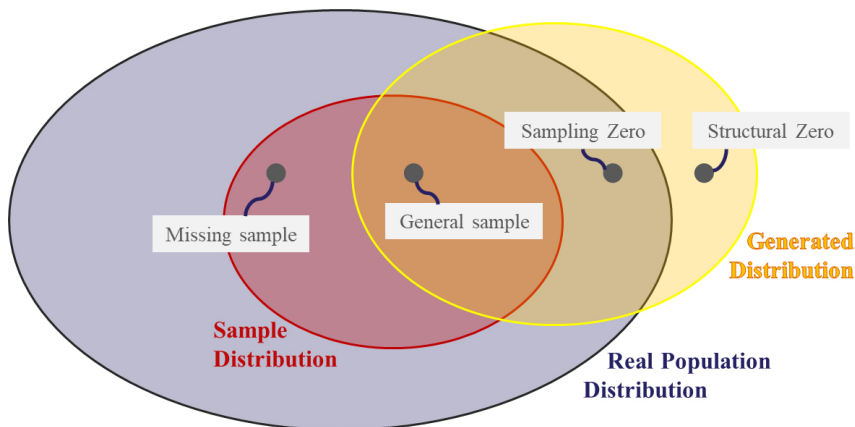 Sampling Zero
Structural Zero
Missing sample
General sample
Generated
Distribution
Sample
Distribution
Real Population
Distribution